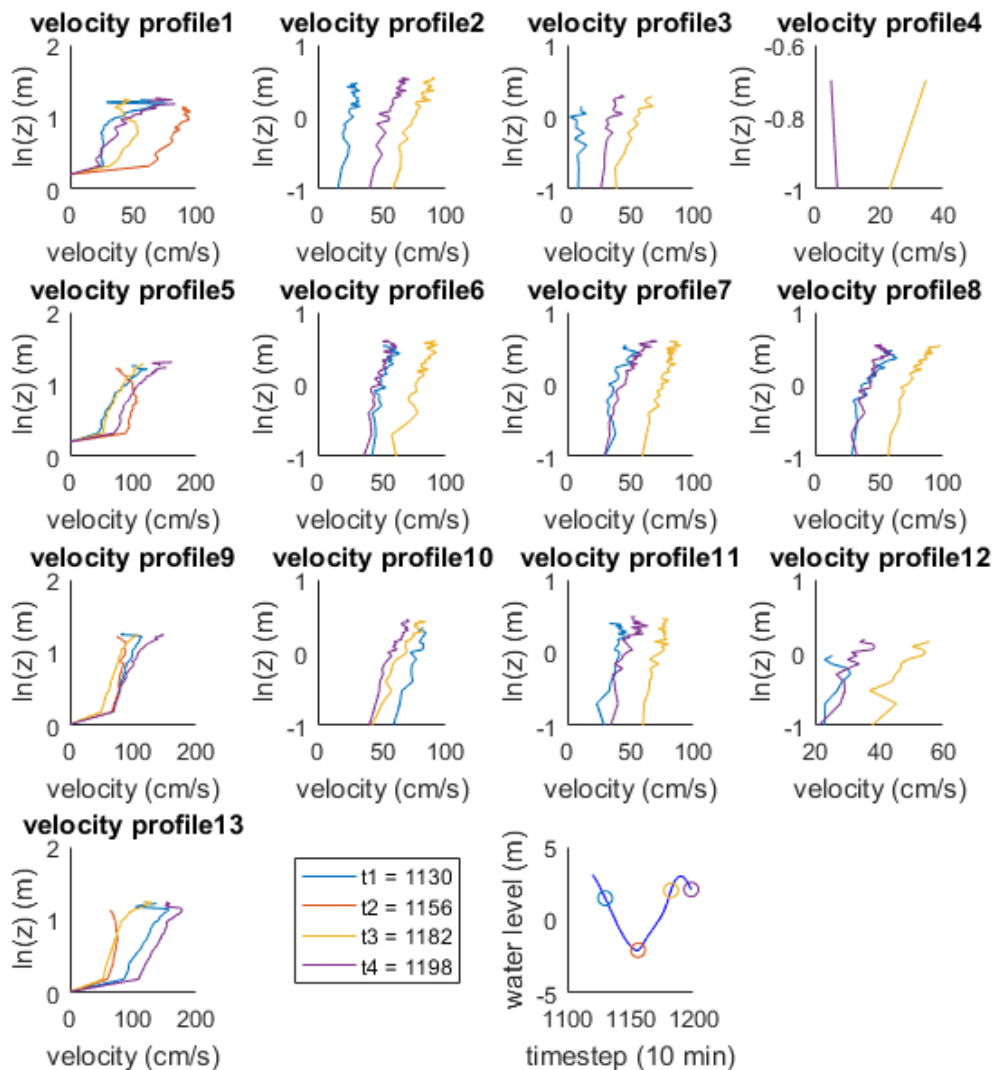 velocity profile1 velocity profile2 velocity profile3 velocity profile4
2 1 1 -0.6
ln(z) (m) ln(z) (m) ln(z) (m) ln(z) (m)
1 0 0 -0.8
0 -1 -1 -1
0 50 100 0 50 100 0 50 100 0 20 40
velocity (cm/s) velocity (cm/s) velocity (cm/s) velocity (cm/s)
velocity profile5 velocity profile6 velocity profile7 velocity profile8
2 1 1 1
ln(z) (m) ln(z) (m) ln(z) (m) ln(z) (m)
1 0 0 0
0 -1 -1 -1
0 100 200 0 50 100 0 50 100 0 50 100
velocity (cm/s) velocity (cm/s) velocity (cm/s) velocity (cm/s)
velocity profile9 velocity profile10 velocity profile11 velocity profile12
2 1 1 1
ln(z) (m) ln(z) (m) ln(z) (m) ln(z) (m)
1 0 0 0
0 -1 -1 -1
0 100 200 0 50 100 0 50 100 20 40 60
velocity (cm/s) velocity (cm/s) velocity (cm/s) velocity (cm/s)
velocity profile13
2
ln(z) (m)
1
0
0 100 200
velocity (cm/s)
t1 = 1130
t2 = 1156
t3 = 1182
t4 = 1198
5
water level (m)
0
-5
1100 1150 1200
timestep (10 min)